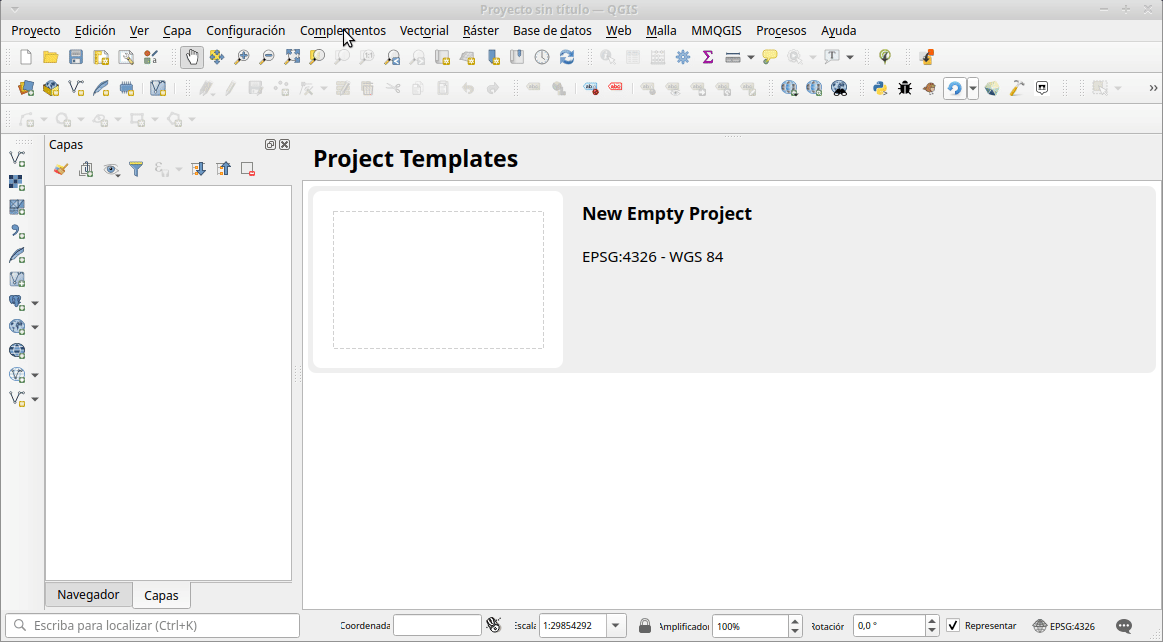 Proyecto sin título — QGIS
Proyecto Edición Ver Capa Configuración Complementos Vectorial Ráster Base de datos Web Malla MMQGIS Procesos Ayuda
Capas
Project Templates
New Empty Project
EPSG:4326 - WGS 84
Navegador Capas
Escriba para localizar (Ctrl+K) Coordenada Escala 1:29854292 Amplificador 100% Rotación 0,0 ° Representar EPSG:4326